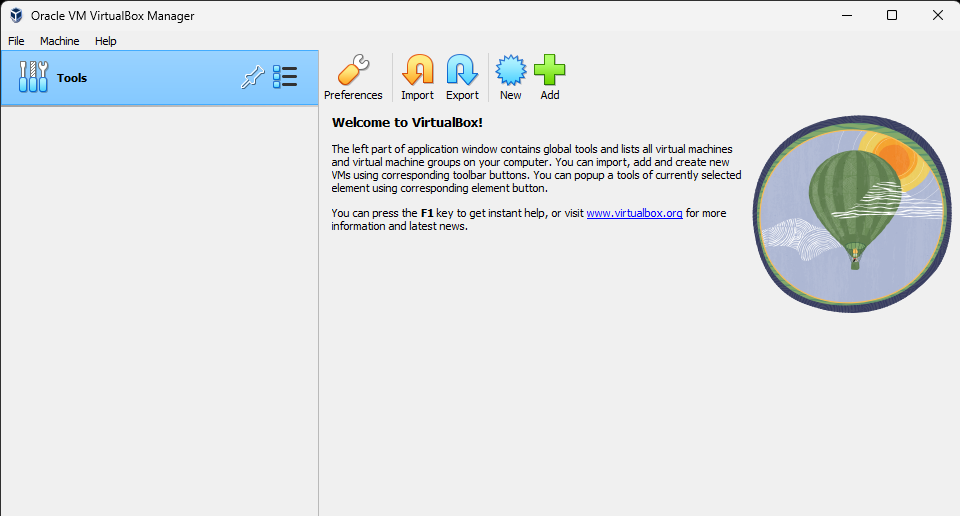 Oracle VM VirtualBox Manager
File Machine Help
Tools
Preferences Import Export New Add
Welcome to VirtualBox!
The left part of application window contains global tools and lists all virtual machines
and virtual machine groups on your computer. You can import, add and create new
VMs using corresponding toolbar buttons. You can popup a tools of currently selected
element using corresponding element button.
You can press the F1 key to get instant help, or visit www.virtualbox.org for more
information and latest news.